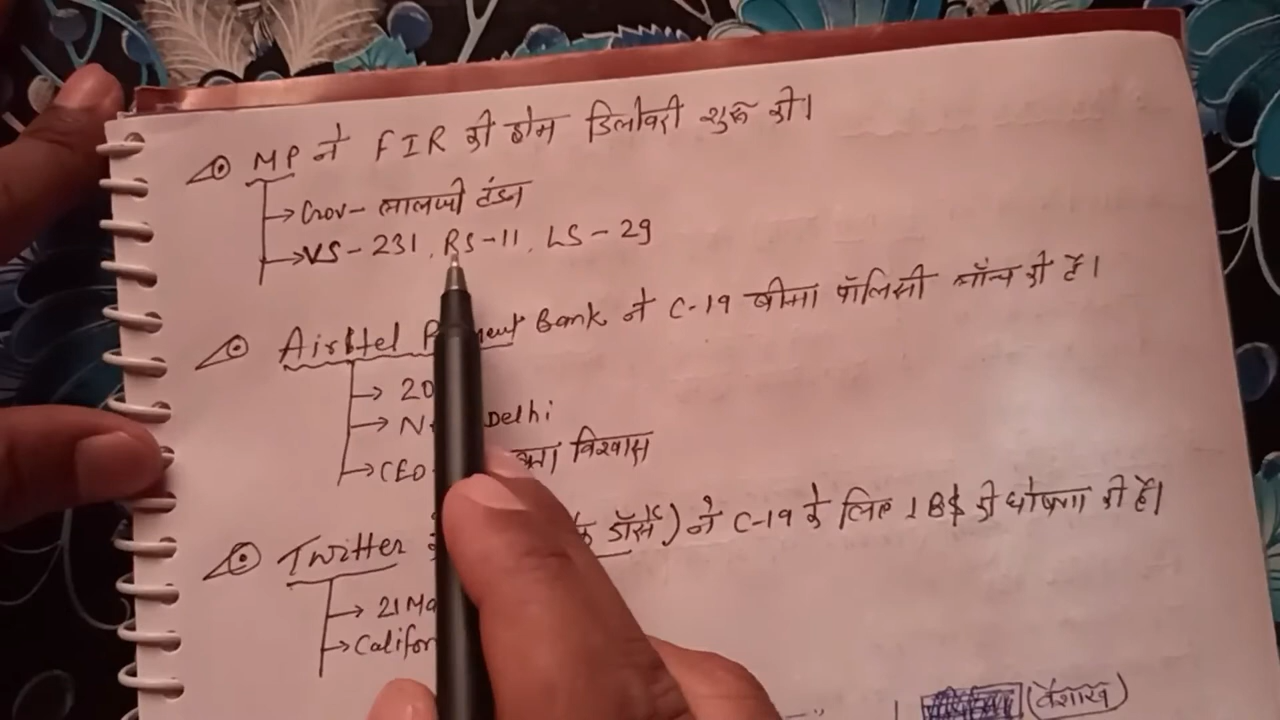 MP ने FIR की होम डिलीवरी शुरू की।
Gov- लालजी टंडन
VS-231, RS-11, LS-29
Airtel Bank ने C-19 बीमा पॉलिसी लॉन्च की है।
20
Delhi
CEO विश्वास
Twitter डॉर्से) ने C-19 के लिए 1B$ की घोषणा की है।
21 Ma
Califor
(वैशाख)